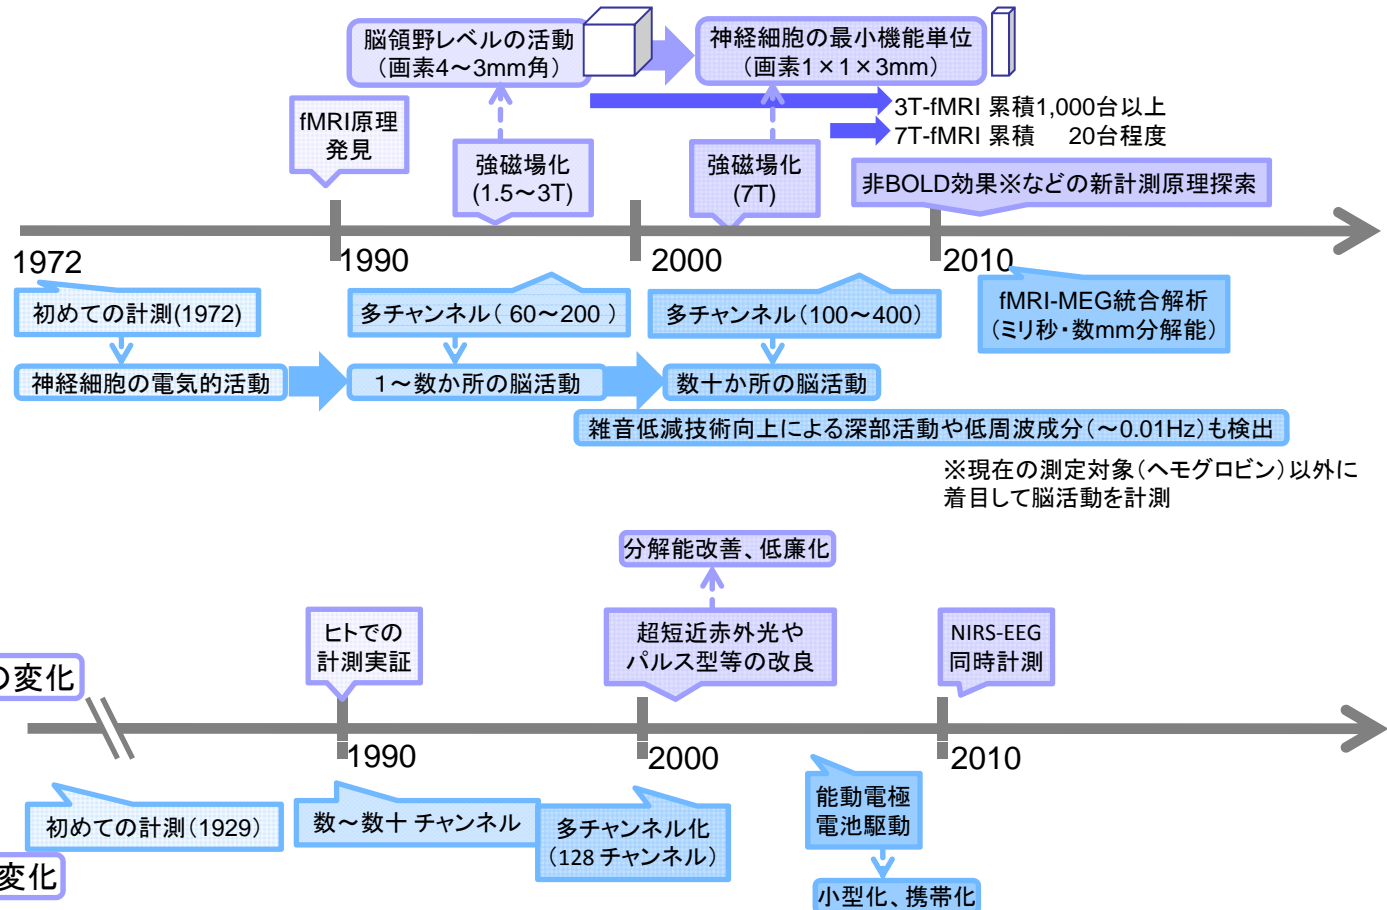 脳領野レベルの活動
（画素4～3mm角）
神経細胞の最小機能単位
（画素1×1×3mm）
3T-fMRI 累積1,000台以上
7T-fMRI 累積 20台程度
fMRI原理
発見
強磁場化
(1.5～3T)
強磁場化
(7T)
非BOLD効果※などの新計測原理探索
1972
1990
2000
2010
初めての計測(1972)
多チャンネル（60～200）
多チャンネル（100～400）
fMRI-MEG統合解析
（ミリ秒・数mm分解能）
神経細胞の電気的活動
1～数か所の脳活動
数十か所の脳活動
雑音低減技術向上による深部活動や低周波成分（～0.01Hz）も検出
※現在の測定対象（ヘモグロビン）以外に
着目して脳活動を計測
分解能改善、低廉化
ヒトでの
計測実証
超短近赤外光や
パルス型等の改良
NIRS-EEG
同時計測
の変化
1990
2000
2010
初めての計測（1929）
数～数十 チャンネル
多チャンネル化
（128 チャンネル）
能動電極
電池駆動
変化
小型化、携帯化